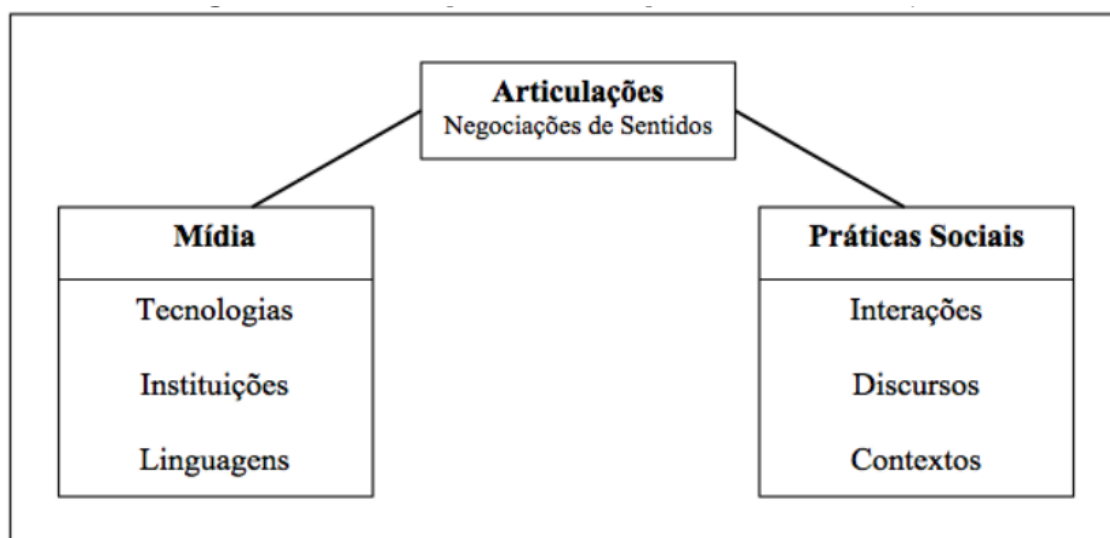 Articulações
Negociações de Sentidos
Mídia
Tecnologias
Instituições
Linguagens
Práticas Sociais
Interações
Discursos
Contextos